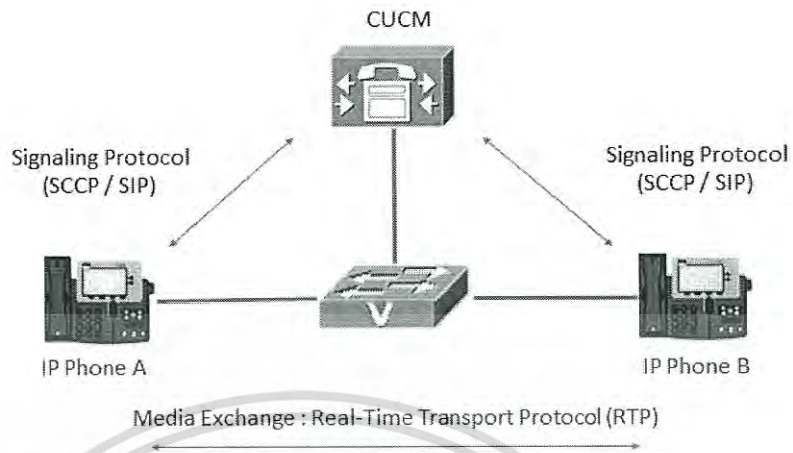 CUCM
Signaling Protocol
(SCCP / SIP)
Signaling Protocol
(SCCP / SIP)
V
IP Phone A
IP Phone B
Media Exchange : Real-Time Transport Protocol (RTP)